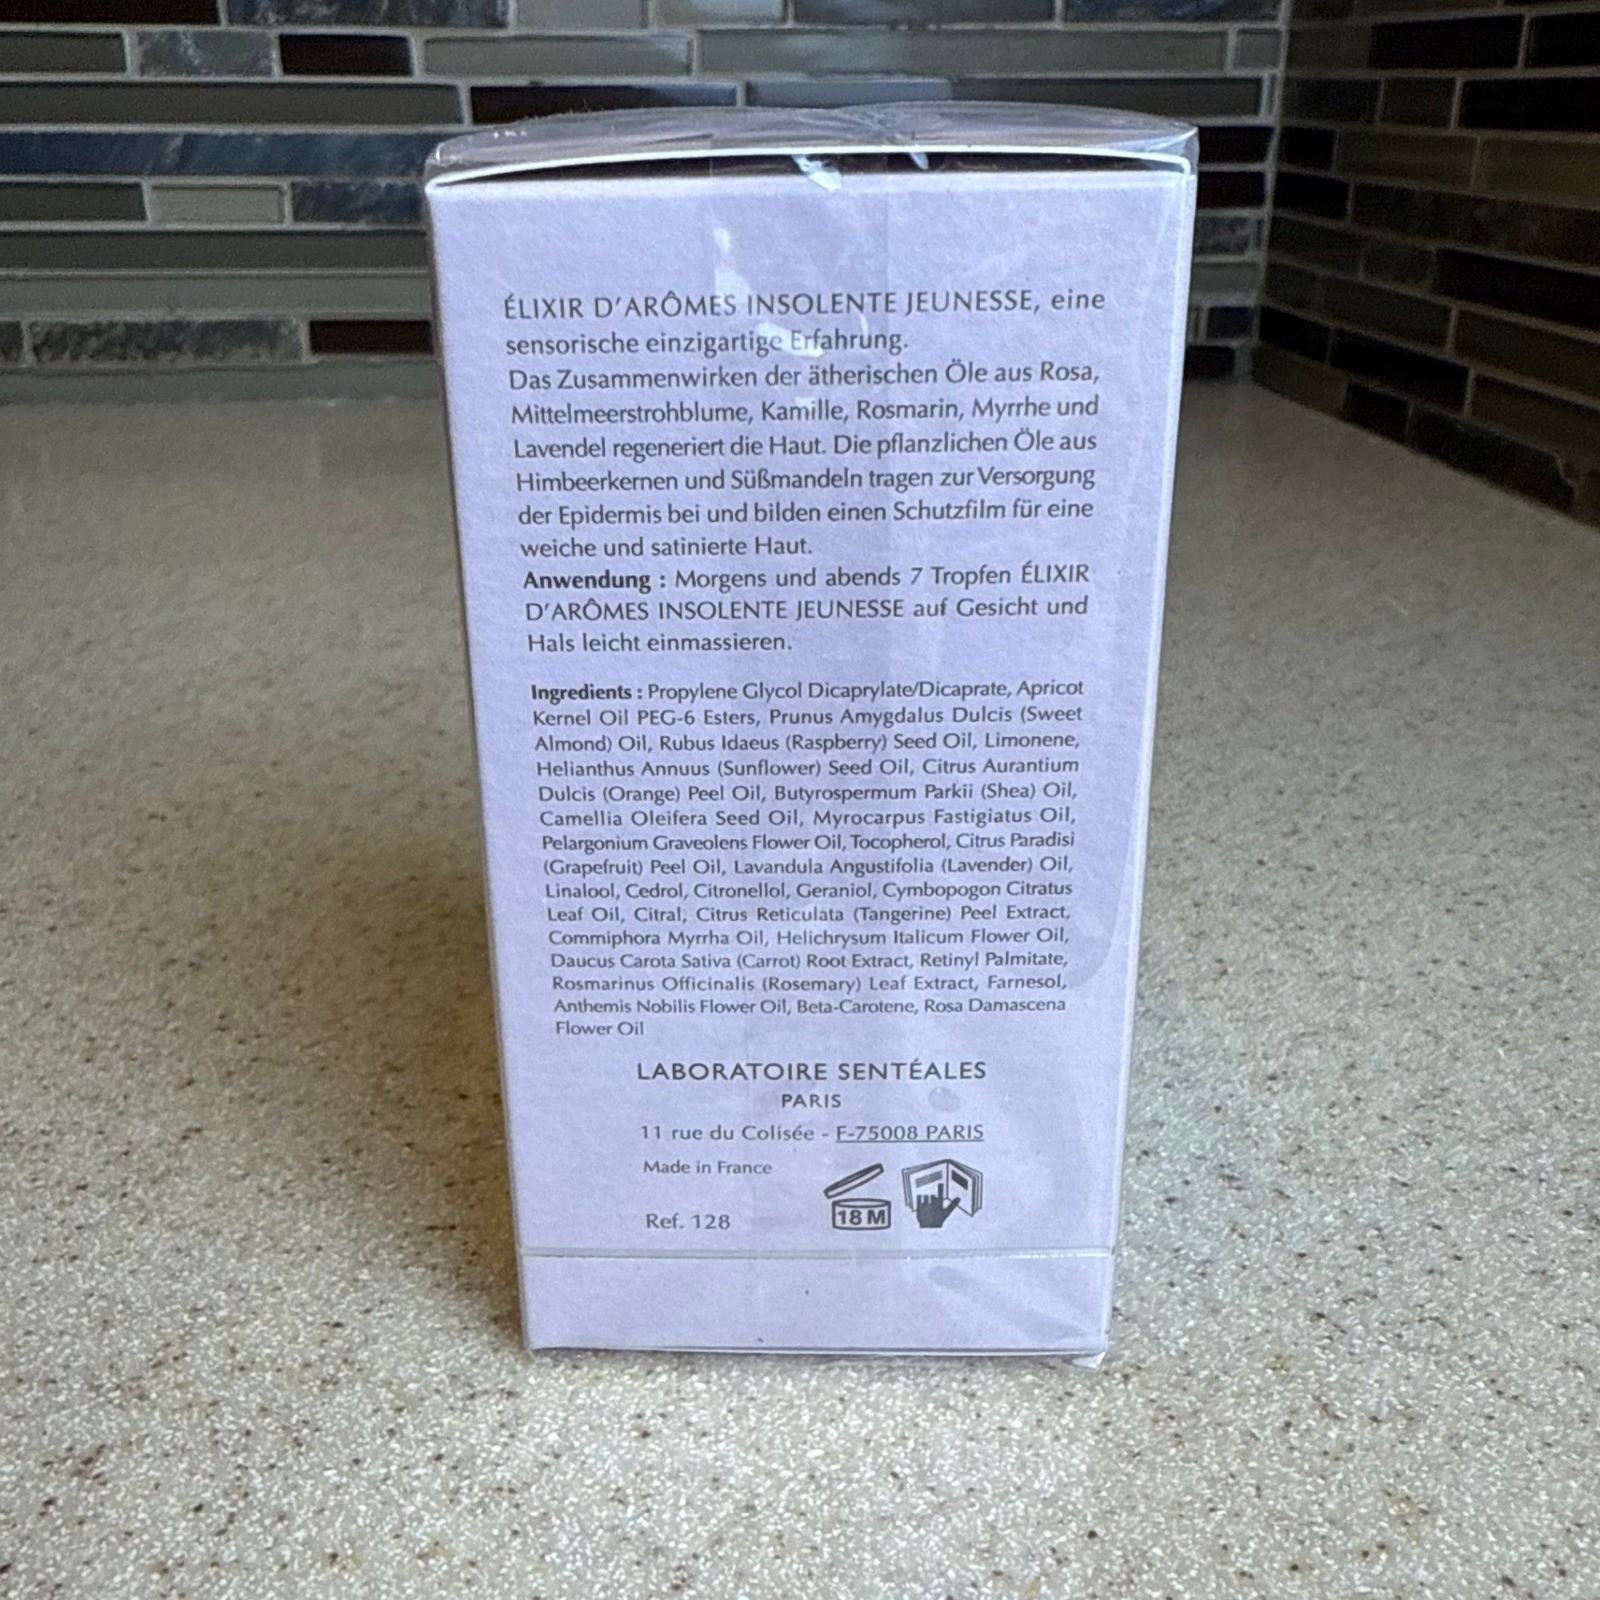 ÉLIXIR D'ARÔMES INSOLENTE JEUNESSE, eine
sensorische einzigartige Erfahrung.
Das Zusammenwirken der ätherischen Öle aus Rosa,
Mittelmeerstrohblume, Kamille, Rosmarin, Myrrhe und
Lavendel regeneriert die Haut. Die pflanzlichen Öle aus
Himbeerkernen und Süßmandeln tragen zur Versorgung
der Epidermis bei und bilden einen Schutzfilm für eine
weiche und satinierte Haut.
Anwendung : Morgens und abends 7 Tropfen ÉLIXIR
D'ARÔMES INSOLENTE JEUNESSE auf Gesicht und
Hals leicht einmassieren.
Ingredients : Propylene Glycol Dicaprylate/Dicaprate, Apricot
Kernel Oil PEG-6 Esters, Prunus Amygdalus Dulcis (Sweet
Almond) Oil, Rubus Idaeus (Raspberry) Seed Oil, Limonene,
Helianthus Annuus (Sunflower) Seed Oil, Citrus Aurantium
Dulcis (Orange) Peel Oil, Butyrospermum Parkii (Shea) Oil,
Camellia Oleifera Seed Oil, Myrocarpus Fastigiatus Oil,
Pelargonium Graveolens Flower Oil, Tocopherol, Citrus Paradisi
(Grapefruit) Peel Oil, Lavandula Angustifolia (Lavender) Oil,
Linalool, Cedrol, Citronellol, Geraniol, Cymbopogon Citratus
Leaf Oil, Citral, Citrus Reticulata (Tangerine) Peel Extract,
Commiphora Myrrha Oil, Helichrysum Italicum Flower Oil,
Daucus Carota Sativa (Carrot) Root Extract, Retinyl Palmitate,
Rosmarinus Officinalis (Rosemary) Leaf Extract, Farnesol,
Anthemis Nobilis Flower Oil, Beta-Carotene, Rosa Damascena
Flower Oil
LABORATOIRE SENTÉALES
PARIS
11 rue du Colisée - F-75008 PARIS
Made in France
18 M
Ref. 128